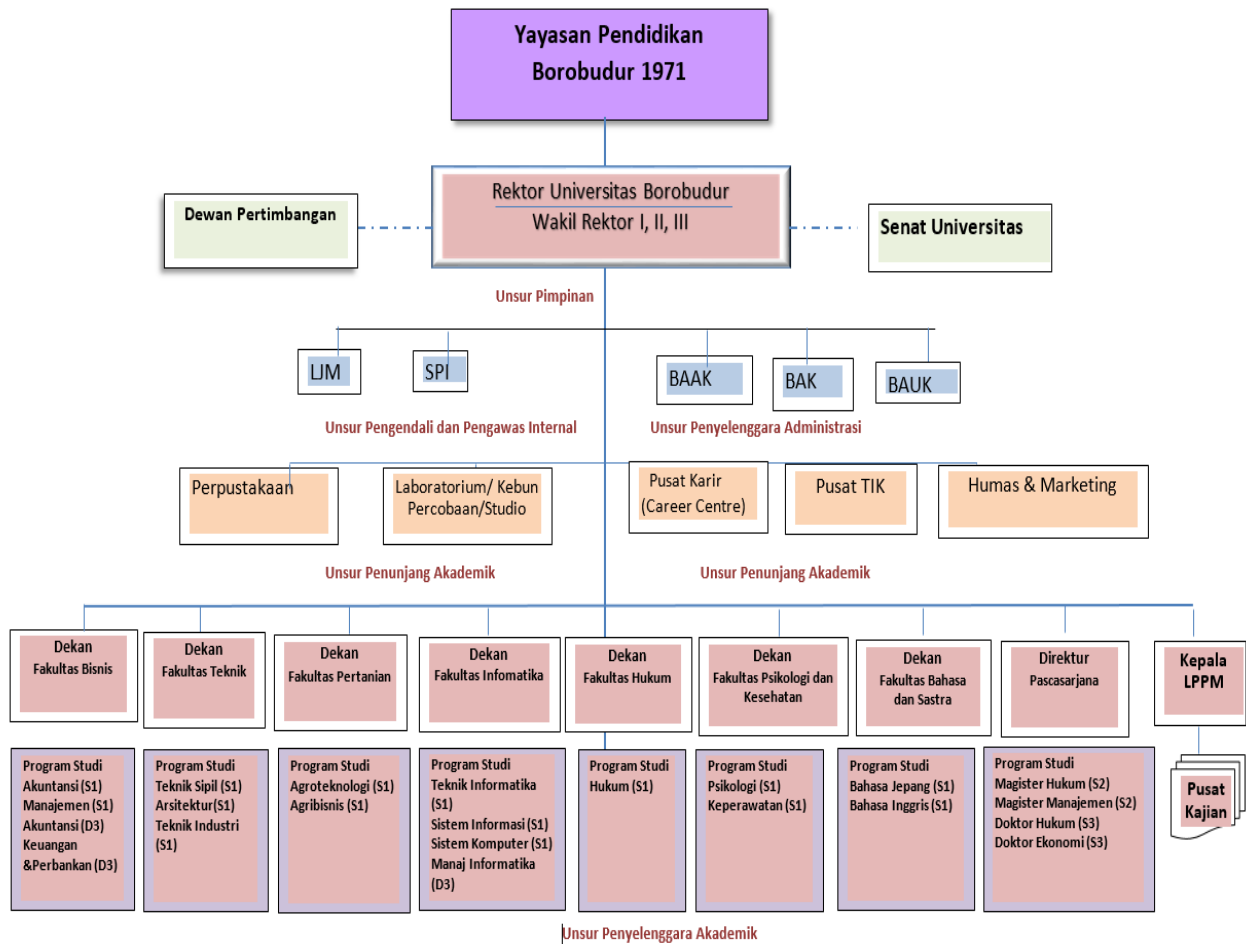 Yayasan Pendidikan
Borobudur 1971
Rektor Universitas Borobudur
Wakil Rektor I, II, III
Dewan Pertimbangan
Senat Universitas
Unsur Pimpinan
LJM
SPI
BAAK
BAK
BAUK
Unsur Pengendali dan Pengawas Internal
Unsur Penyelenggara Administrasi
Perpustakaan
Laboratorium/ Kebun
Percobaan/Studio
Pusat Karir
(Career Centre)
Pusat TIK
Humas & Marketing
Unsur Penunjang Akademik
Unsur Penunjang Akademik
Dekan
Fakultas Bisnis
Dekan
Fakultas Teknik
Dekan
Fakultas Pertanian
Dekan
Fakultas Infomatika
Dekan
Fakultas Hukum
Dekan
Fakultas Psikologi dan
Kesehatan
Dekan
Fakultas Bahasa
dan Sastra
Direktur
Pascasarjana
Kepala
LPPM
Program Studi
Akuntansi (S1)
Manajemen (S1)
Akuntansi (D3)
Keuangan
&Perbankan (D3)
Program Studi
Teknik Sipil (S1)
Arsitektur(S1)
Teknik Industri
(S1)
Program Studi
Agroteknologi (S1)
Agribisnis (S1)
Program Studi
Teknik Informatika
(S1)
Sistem Informasi (S1)
Sistem Komputer (S1)
Manaj Informatika
(D3)
Program Studi
Hukum (S1)
Program Studi
Psikologi (S1)
Keperawatan (S1)
Program Studi
Bahasa Jepang (S1)
Bahasa Inggris (S1)
Program Studi
Magister Hukum (S2)
Magister Manajemen (S2)
Doktor Hukum (S3)
Doktor Ekonomi (S3)
Pusat
Kajian
Unsur Penyelenggara Akademik